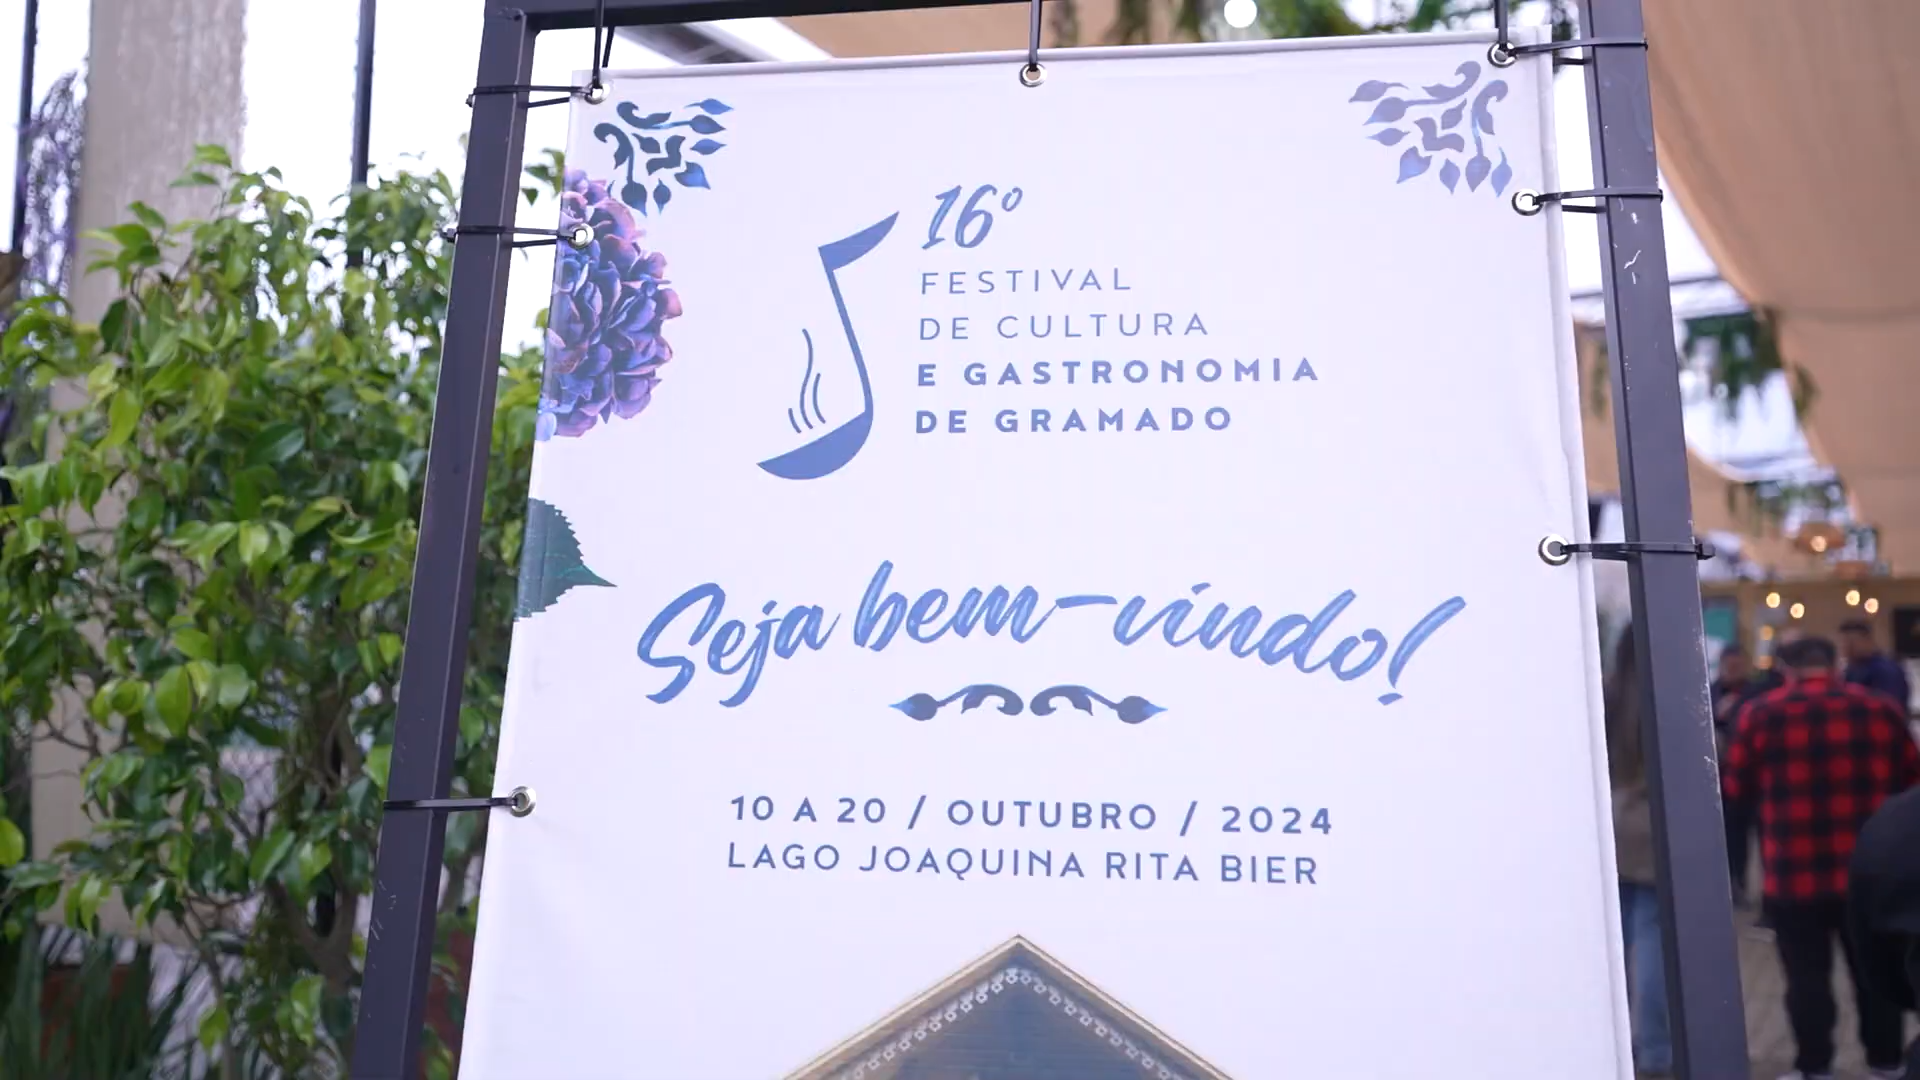 16º
FESTIVAL
DE CULTURA
E GASTRONOMIA
DE GRAMADO
Seja bem-vindo!
10 A 20 / OUTUBRO / 2024
LAGO JOAQUINA RITA BIER